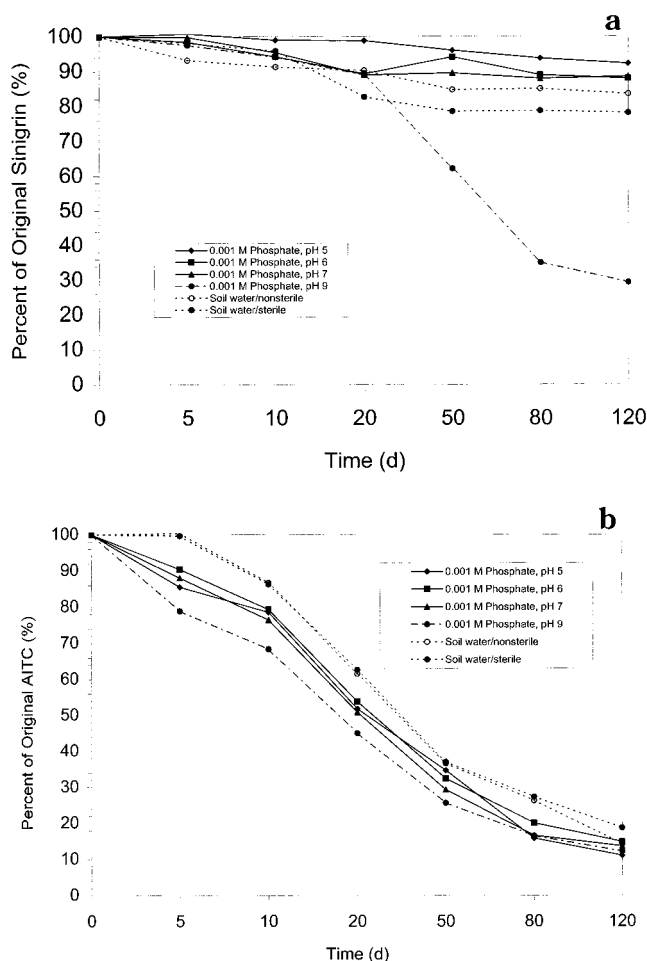 a
Percent of Original Sinigrin (%)
100
90
80
70
60
50
40
30
20
10
0
0.001 M Phosphate, pH 5
0.001 M Phosphate, pH 6
0.001 M Phosphate, pH 7
0.001 M Phosphate, pH 9
Soil water/nonsterile
Soil water/sterile
0 5 10 20 50 80 120
Time (d)
b
Percent of Original AITC (%)
100
90
80
70
60
50
40
30
20
10
0
0.001 M Phosphate, pH 5
0.001 M Phosphate, pH 6
0.001 M Phosphate, pH 7
0.001 M Phosphate, pH 9
Soil water/nonsterile
Soil water/sterile
0 5 10 20 50 80 120
Time (d)